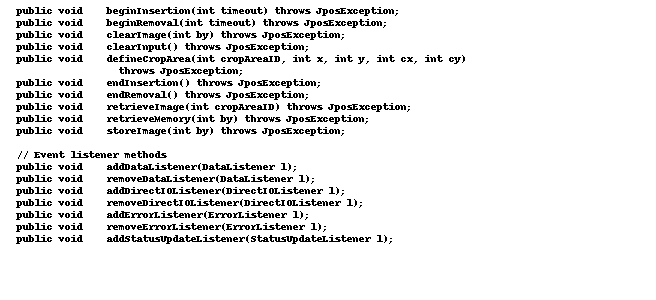 public void beginInsertion(int timeout) throws JposException;
public void beginRemoval(int timeout) throws JposException;
public void clearImage(int by) throws JposException;
public void clearInput() throws JposException;
public void defineCropArea(int cropAreaID, int x, int y, int cx, int cy)
throws JposException;
public void endInsertion() throws JposException;
public void endRemoval() throws JposException;
public void retrieveImage(int cropAreaID) throws JposException;
public void retrieveMemory(int by) throws JposException;
public void storeImage(int by) throws JposException;
// Event listener methods
public void addDataListener(DataListener l);
public void removeDataListener(DataListener l);
public void addDirectIOListener(DirectIOListener l);
public void removeDirectIOListener(DirectIOListener l);
public void addErrorListener(ErrorListener l);
public void removeErrorListener(ErrorListener l);
public void addStatusUpdateListener(StatusUpdateListener l);